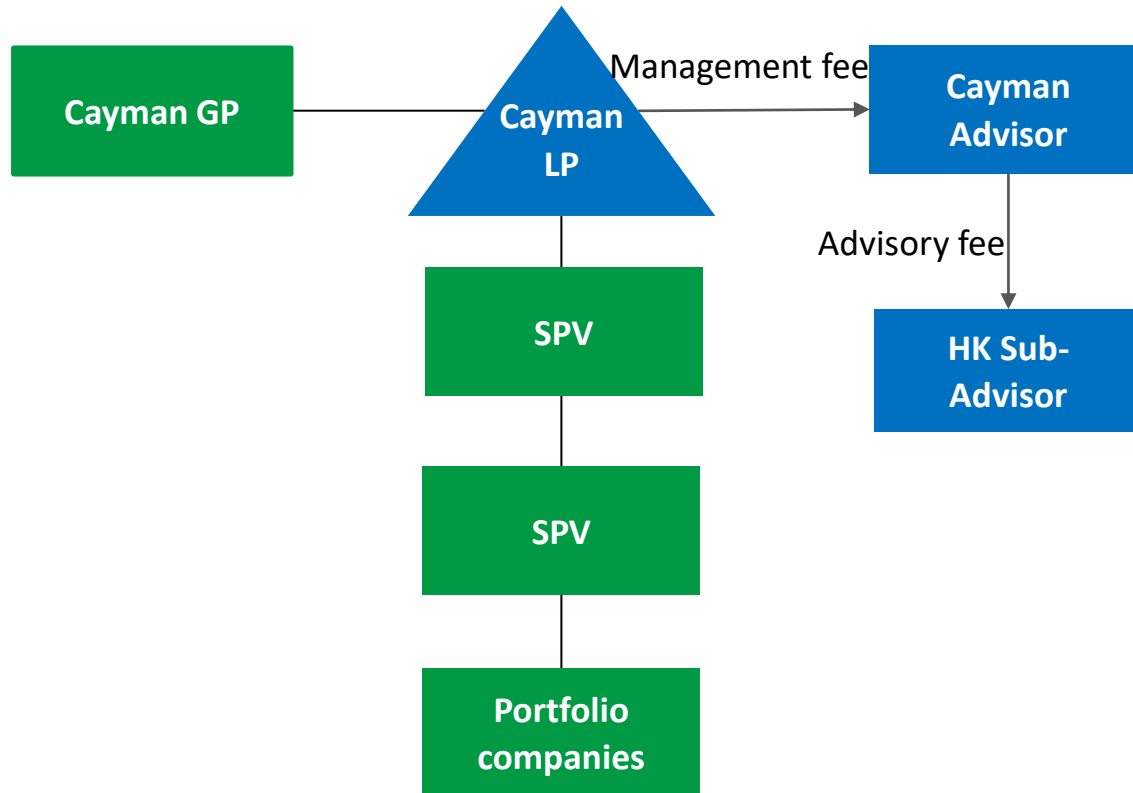 Management fee
Cayman GP
Cayman
LP
Cayman
Advisor
Advisory fee
SPV
HK Sub-
Advisor
SPV
Portfolio
companies